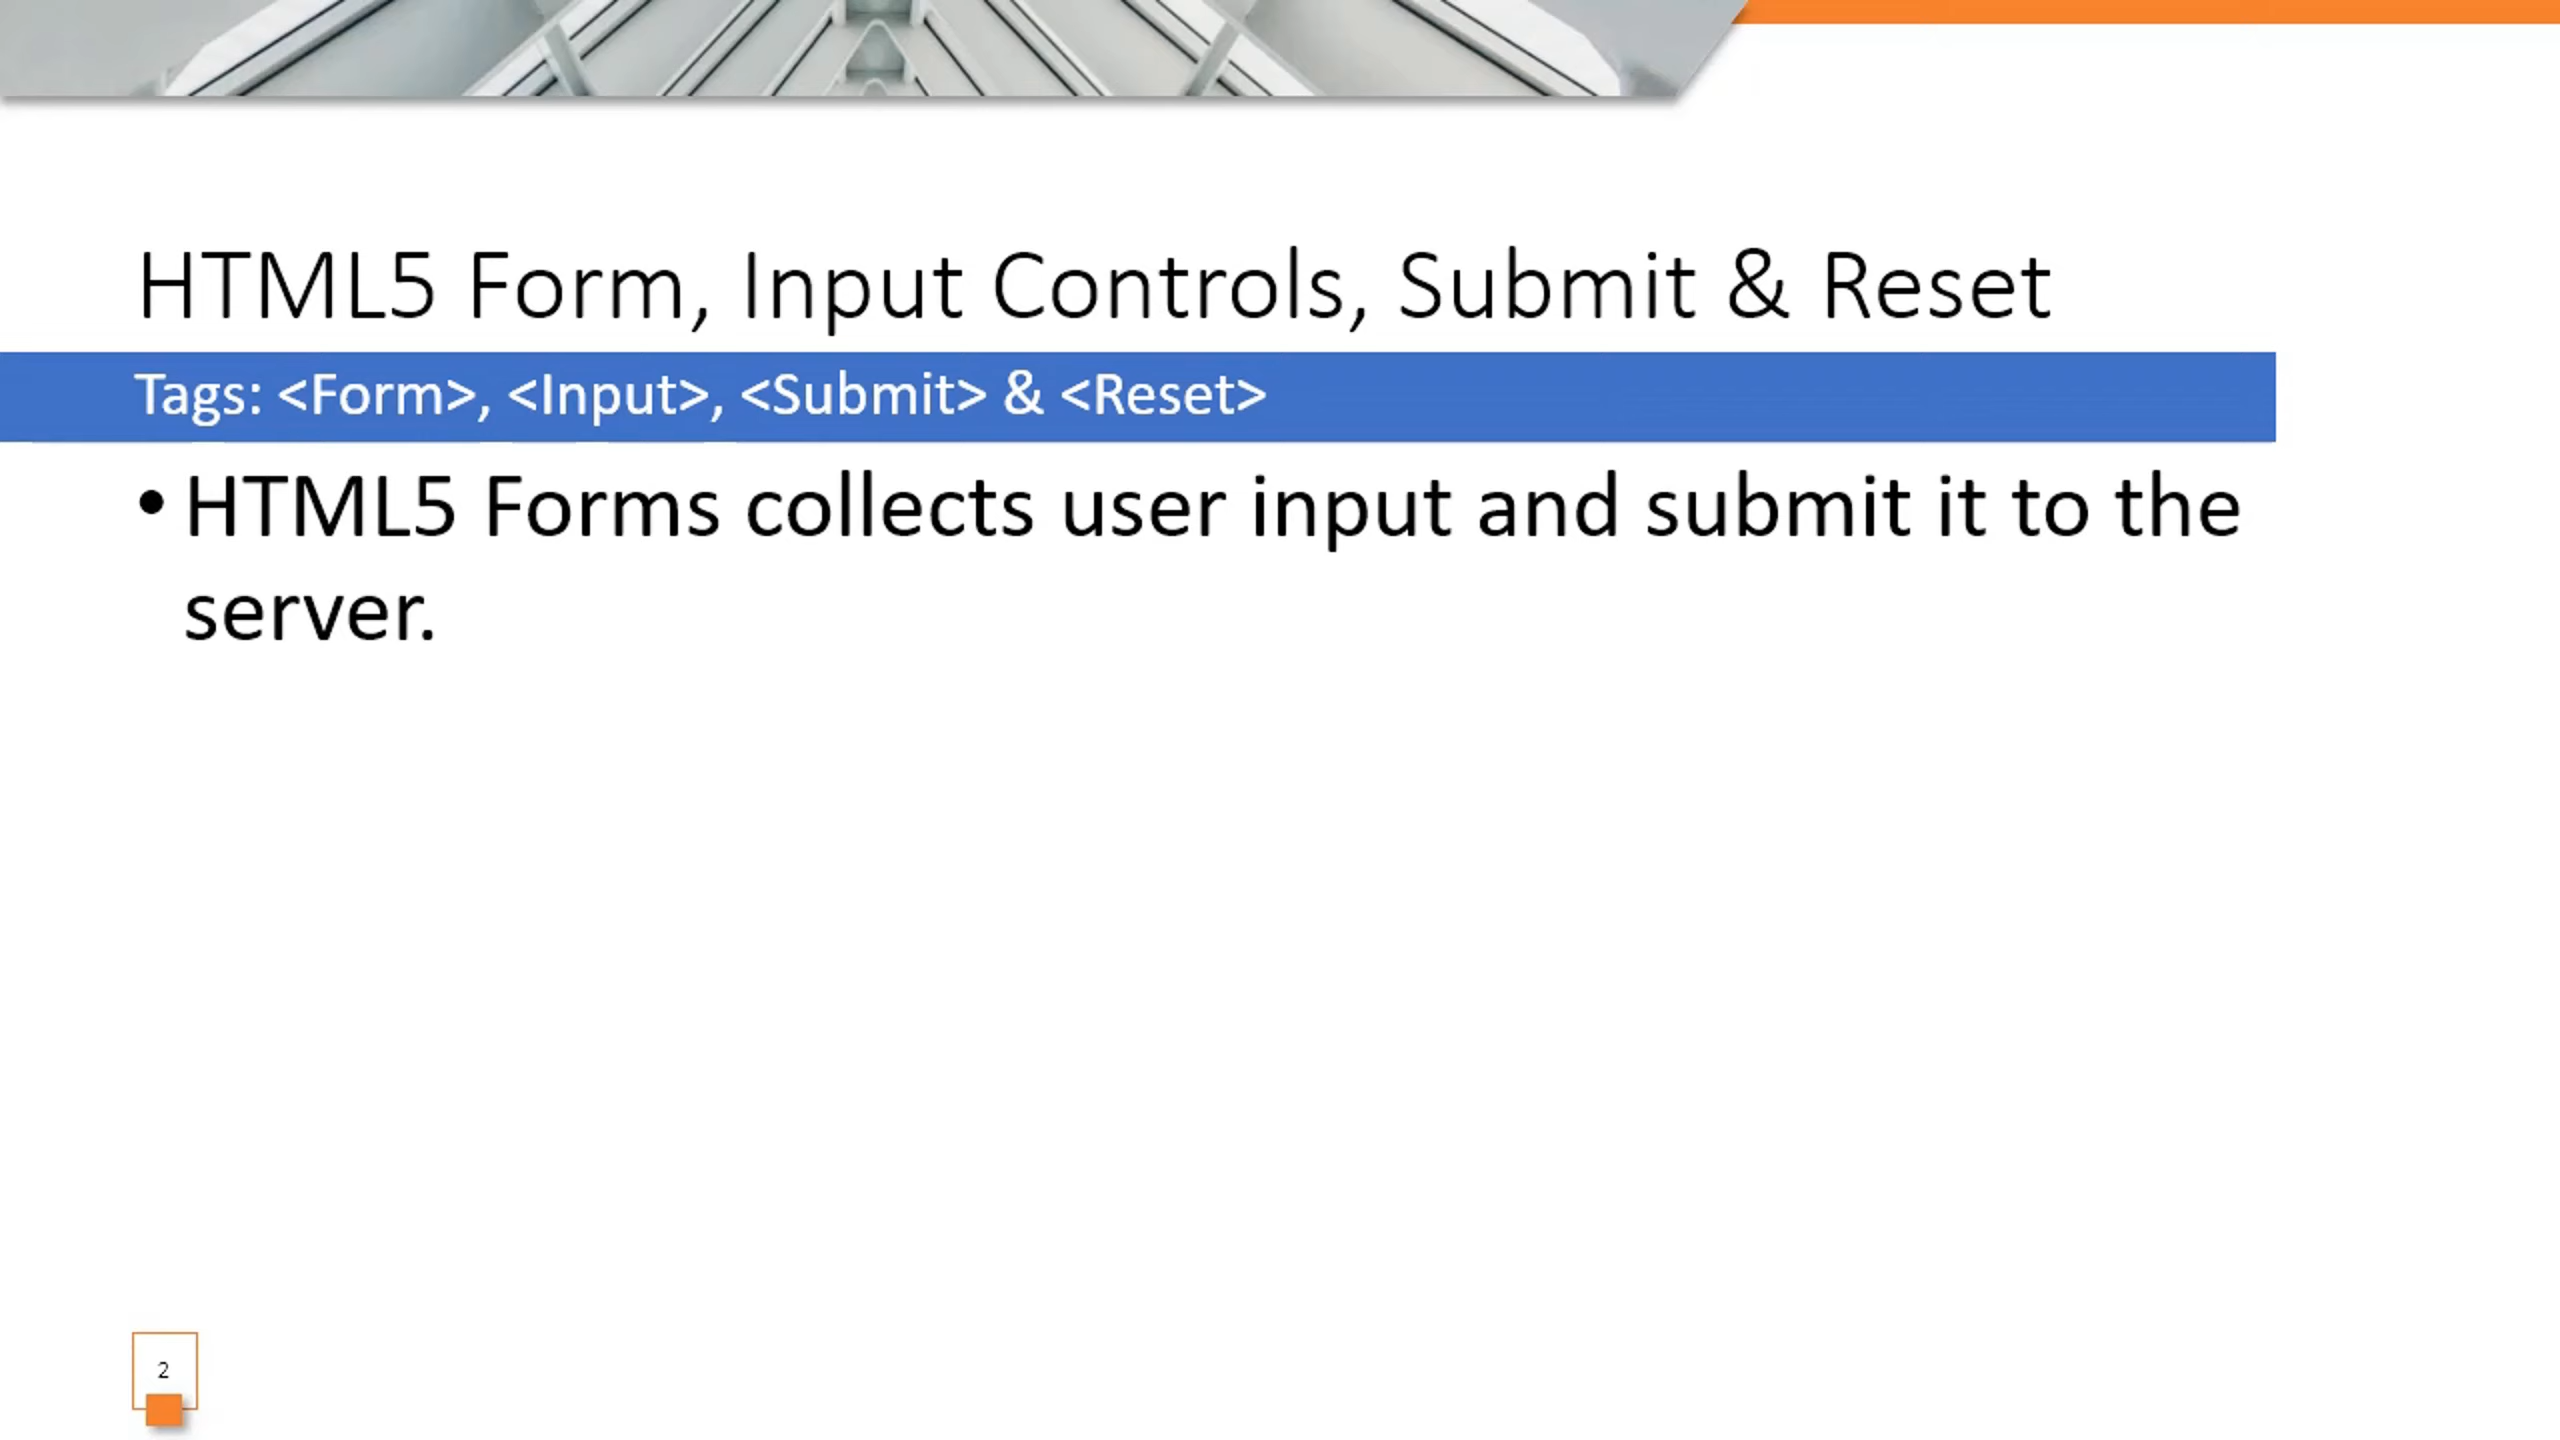 HTML5 Form, Input Controls, Submit & Reset
Tags: <Form>, <Input>, <Submit> & <Reset>
• HTML5 Forms collects user input and submit it to the
server.
2